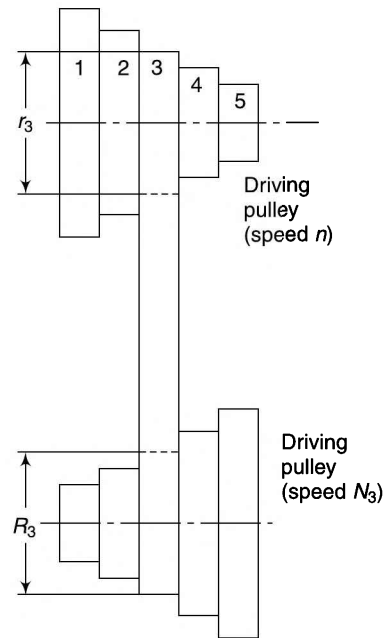 1 2 3 4 5
r3
Driving
pulley
(speed n)
Driving
pulley
(speed N3)
R3